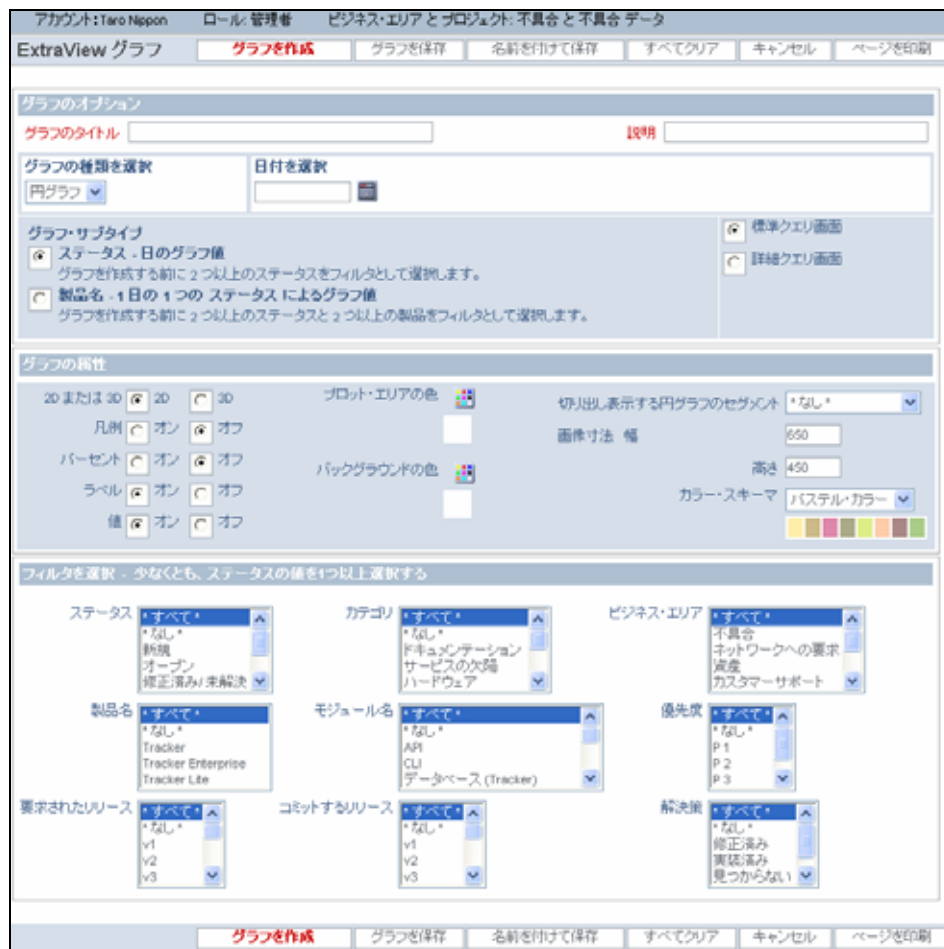 アカウント:Taro Nippon ロール: 管理者 ビジネス・エリア と プロジェクト: 不具合 と 不具合 データ
ExtraView グラフ グラフを作成 グラフを保存 名前を付けて保存 すべてクリア キャンセル ページを印刷
グラフのオプション
グラフのタイトル 説明
グラフの種類を選択 日付を選択
円グラフ
グラフ・サブタイプ
ステータス - 日のグラフ値
グラフを作成する前に 2 つ以上のステータスをフィルタとして選択します。
製品名 - 1 日の 1 つの ステータス によるグラフ値
グラフを作成する前に 2 つ以上のステータスと 2 つ以上の製品をフィルタとして選択します。
標準クエリ画面
詳細クエリ画面
グラフの属性
2D または 3D 2D 3D
凡例 オン オフ
パーセント オン オフ
ラベル オン オフ
値 オン オフ
プロット・エリアの色
バックグラウンドの色
切り出し表示する円グラフのセグメント * なし *
画像寸法 幅 650
高さ 450
カラー・スキーマ パステル・カラー
フィルタを選択 - 少なくとも、ステータスの値を1つ以上選択する
ステータス
* すべて *
* なし *
新規
オープン
修正済み/ 未解決
カテゴリ
* すべて *
* なし *
ドキュメンテーション
サービスの欠陥
ハードウェア
ビジネス・エリア
* すべて *
不具合
ネットワークへの要求
資産
カスタマーサポート
製品名
* すべて *
* なし *
Tracker
Tracker Enterprise
Tracker Lite
モジュール名
* すべて *
* なし *
API
CLI
データベース (Tracker)
優先度
* すべて *
* なし *
P 1
P 2
P 3
要求されたリリース
* すべて *
* なし *
v1
v2
v3
コミットするリリース
* すべて *
* なし *
v1
v2
v3
解決策
* すべて *
* なし *
修正済み
実装済み
見つからない
グラフを作成 グラフを保存 名前を付けて保存 すべてクリア キャンセル ページを印刷